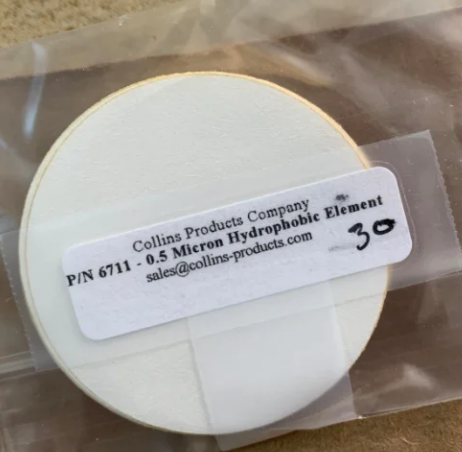 Collins Products Company
P/N 6711 - 0.5 Micron Hydrophobic Element
sales@collins-products.com
30